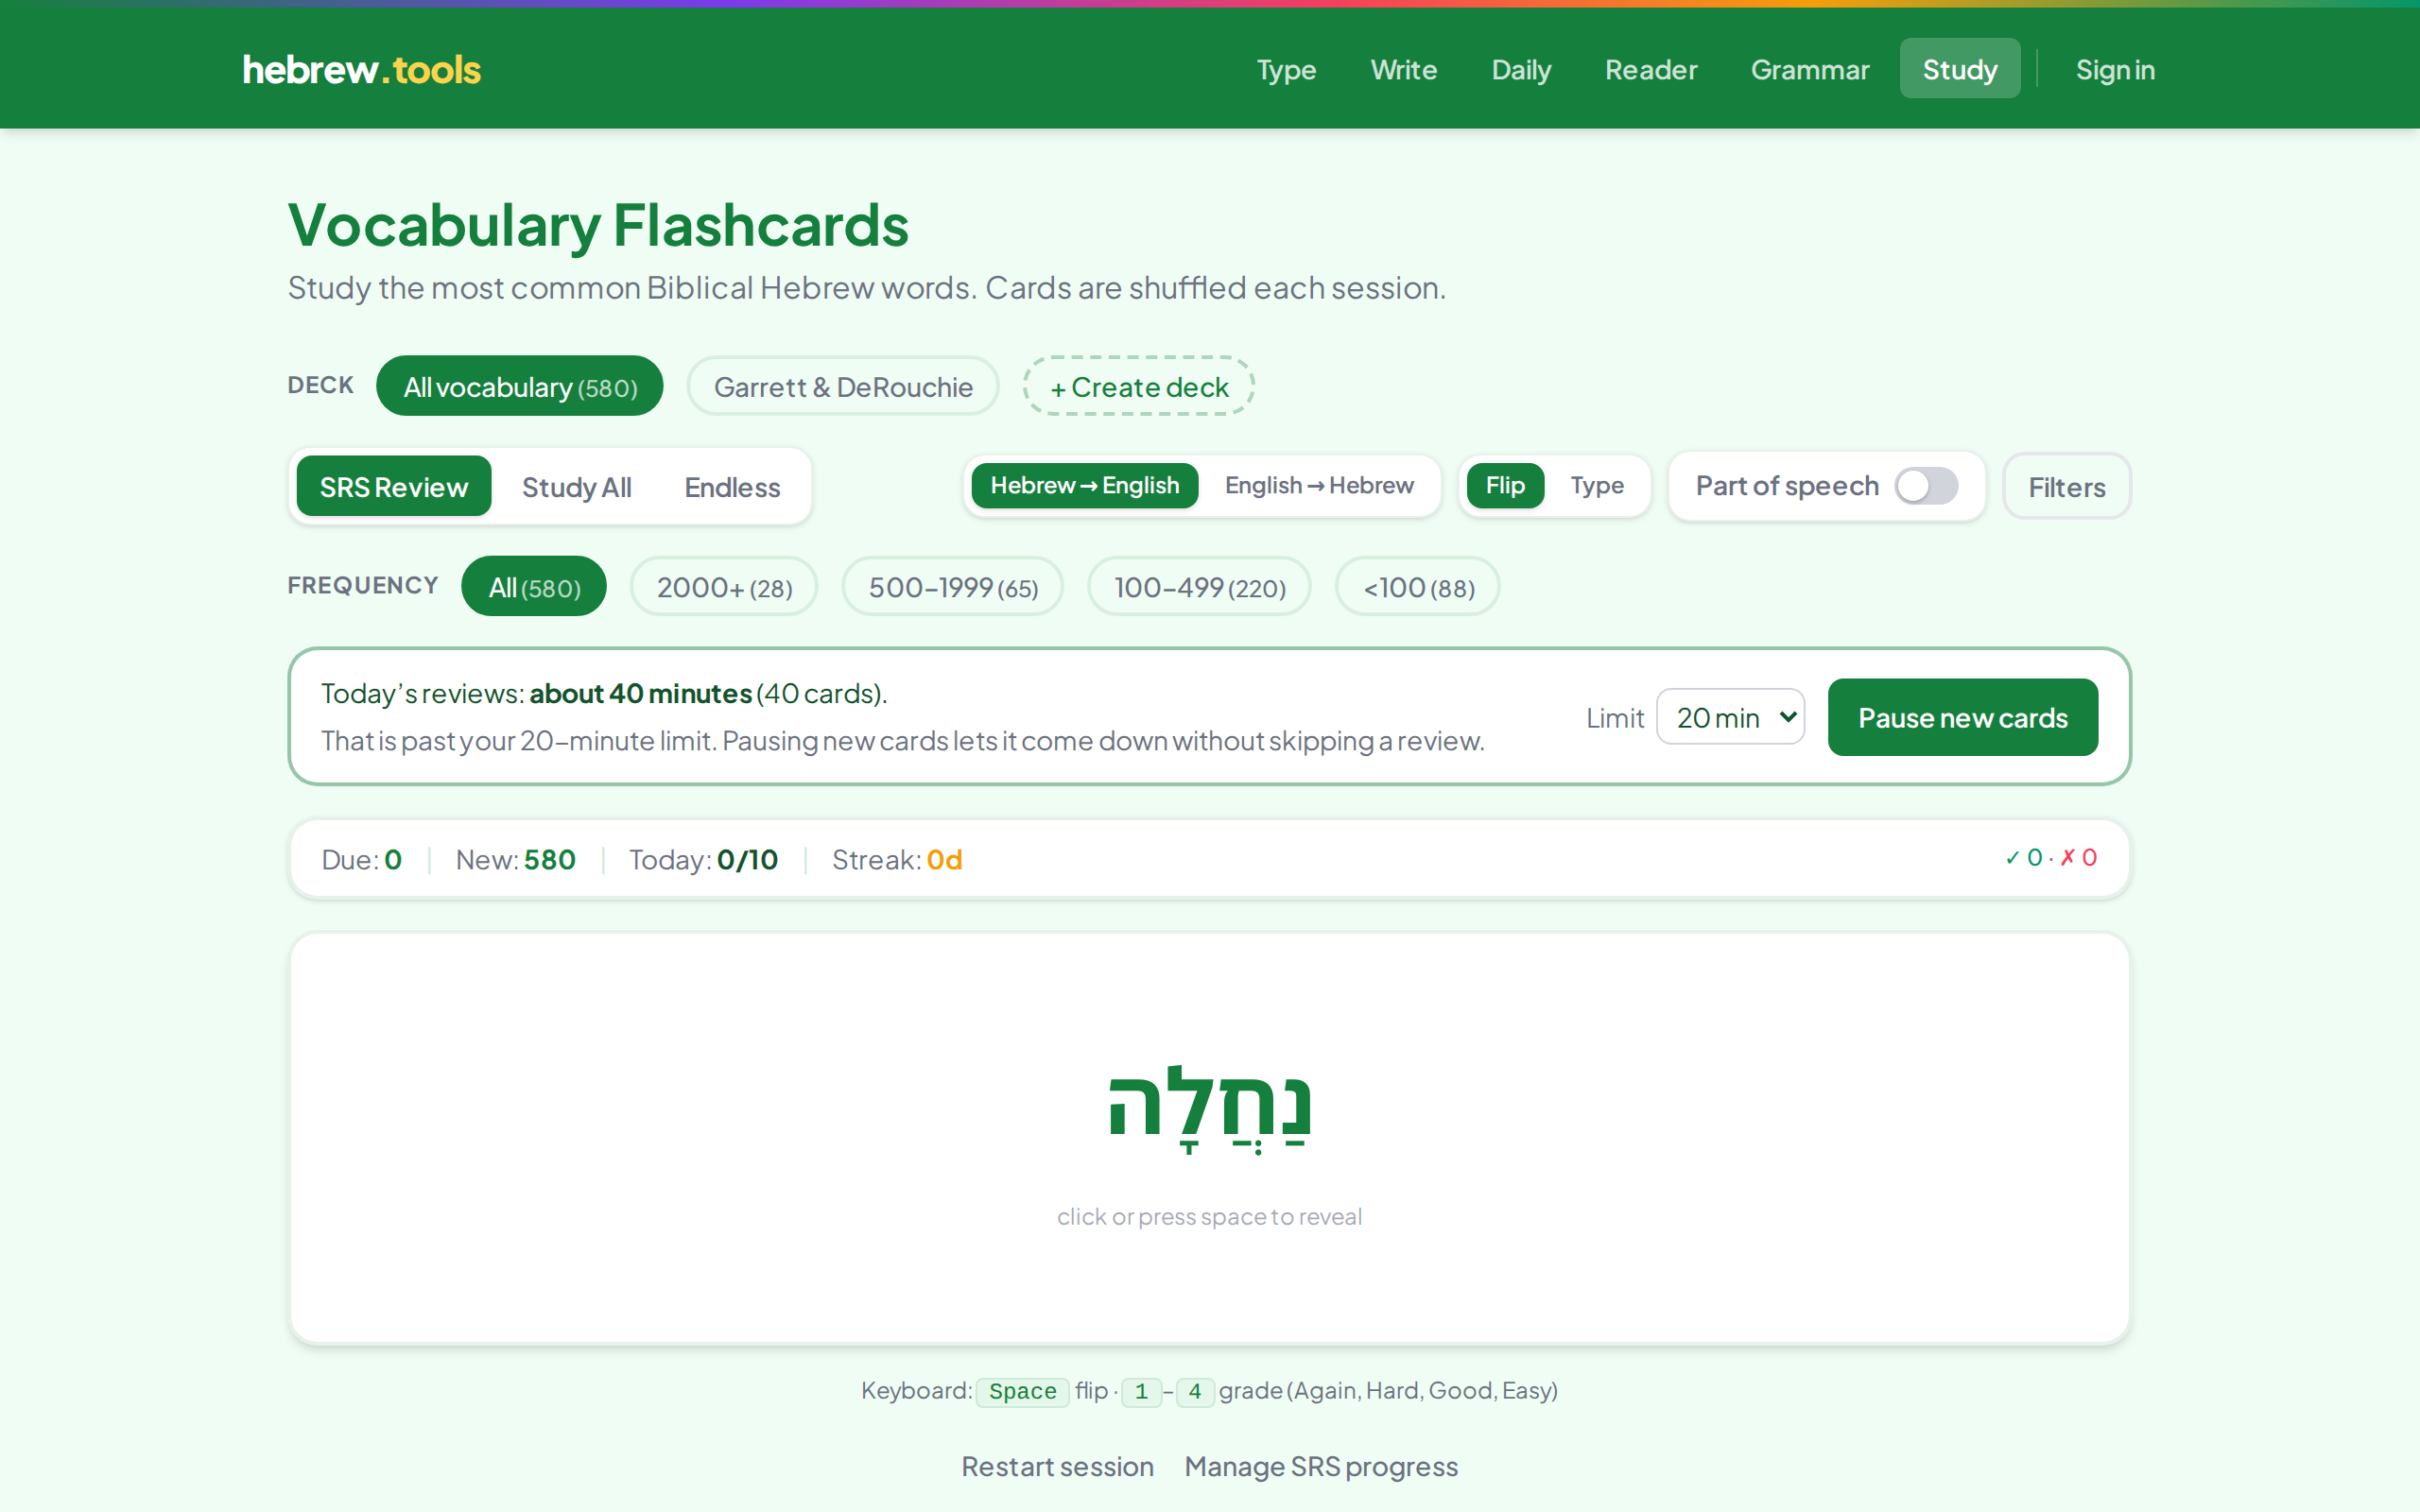 hebrew.tools
Type Write Daily Reader Grammar Study Sign in
Vocabulary Flashcards
Study the most common Biblical Hebrew words. Cards are shuffled each session.
DECK All vocabulary (580) Garrett & DeRouchie + Create deck
SRS Review Study All Endless Hebrew → English English → Hebrew Flip Type Part of speech Filters
FREQUENCY All (580) 2000+ (28) 500–1999 (65) 100–499 (220) <100 (88)
Today’s reviews: about 40 minutes (40 cards).
That is past your 20-minute limit. Pausing new cards lets it come down without skipping a review.
Limit 20 min Pause new cards
Due: 0 New: 580 Today: 0/10 Streak: 0d ✓ 0 · ✗ 0
נַחֲלָה
click or press space to reveal
Keyboard: Space flip · 1 – 4 grade (Again, Hard, Good, Easy)
Restart session Manage SRS progress